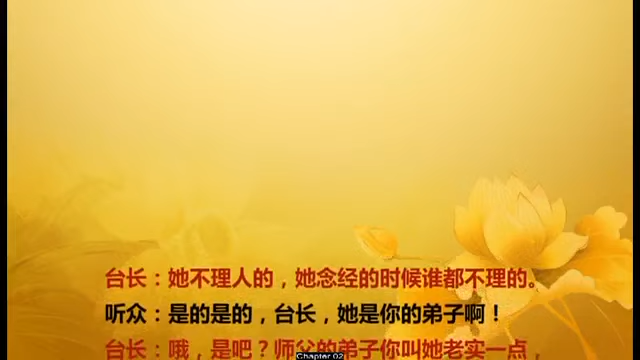 台长：她不理人的，她念经的时候谁都不理的。
听众：是的是的，台长，她是你的弟子啊！
台长：哦，是吧？师父的弟子你叫她老实一点，
Chapter 02